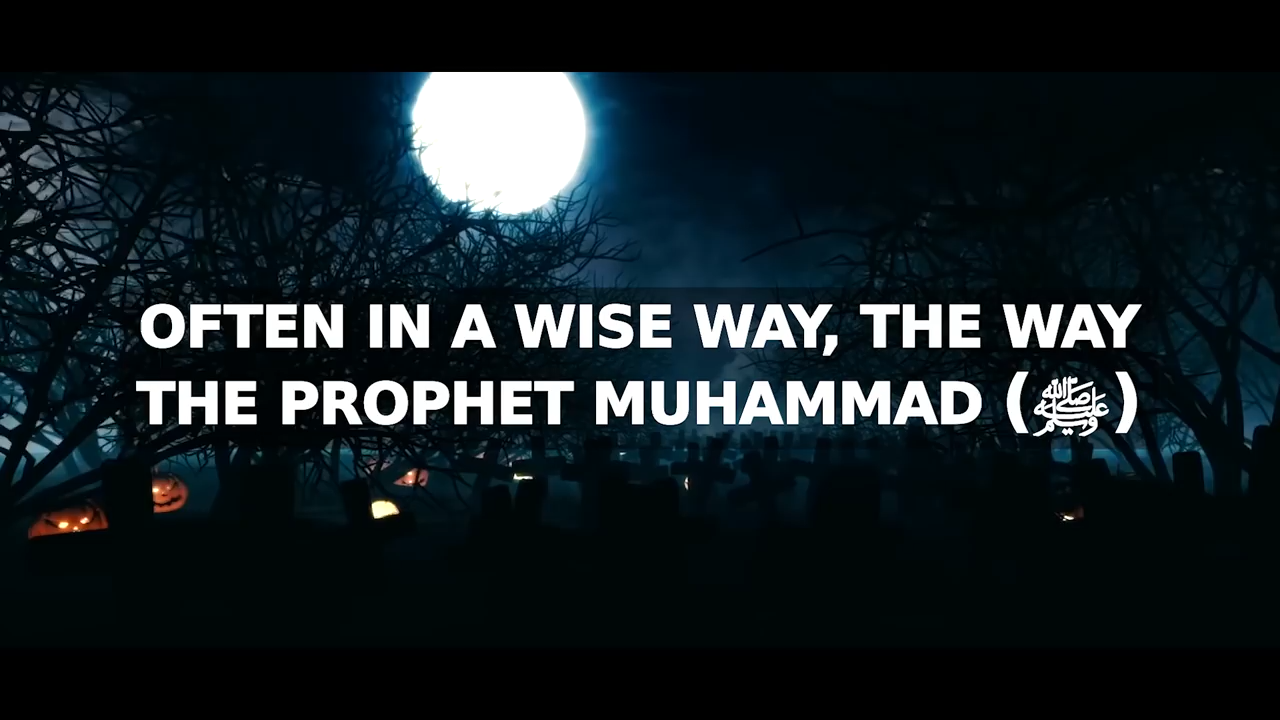 OFTEN IN A WISE WAY, THE WAY
THE PROPHET MUHAMMAD (ﷺ)